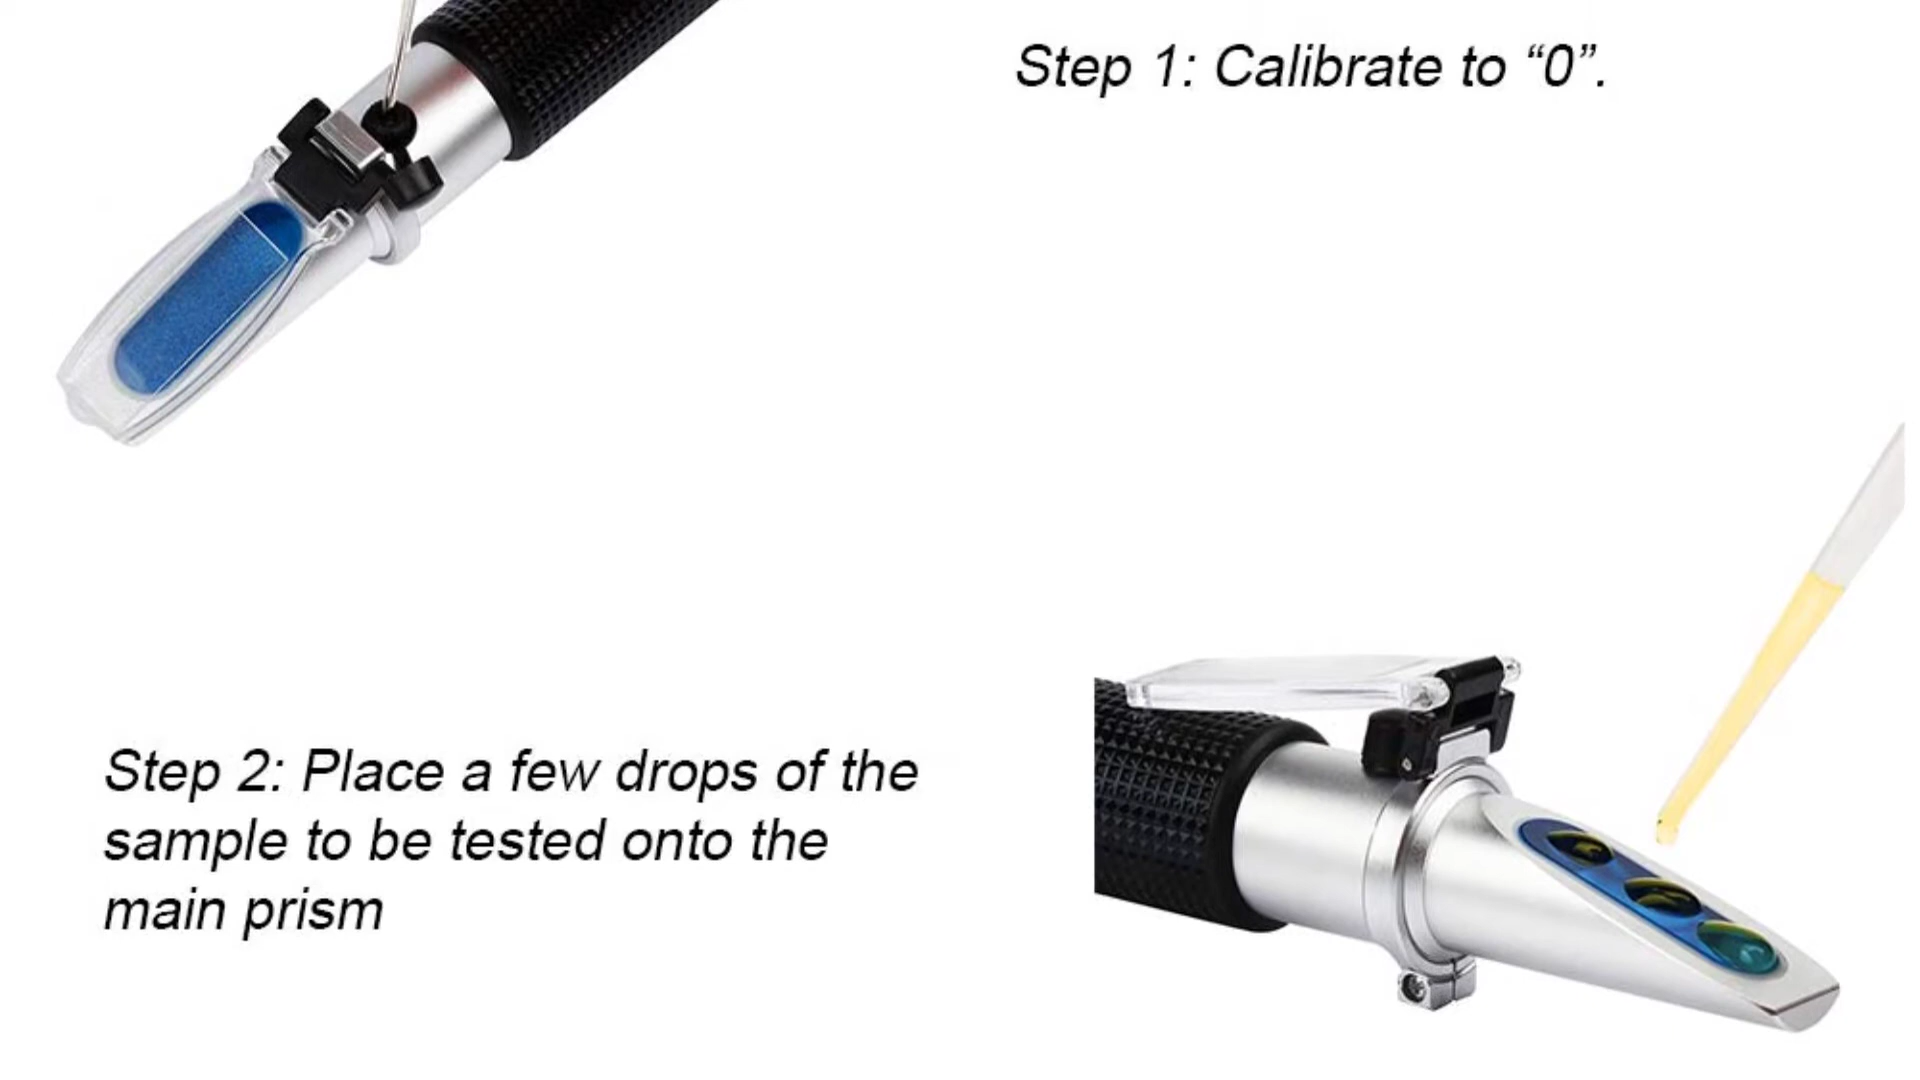 Step 1: Calibrate to “0”.
Step 2: Place a few drops of the
sample to be tested onto the
main prism